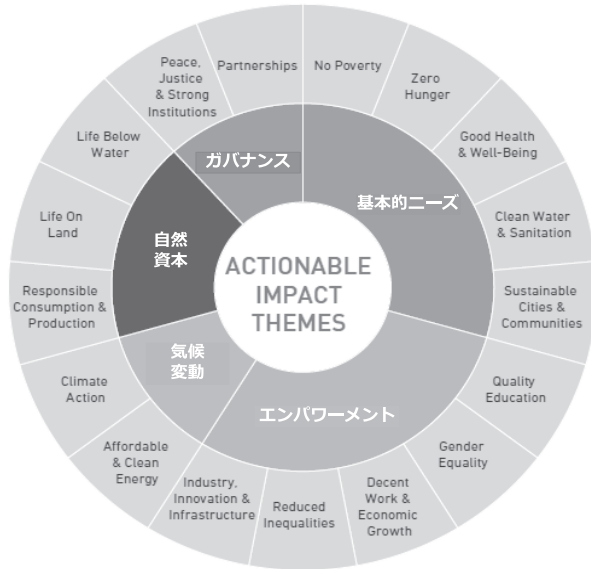 ACTIONABLE
IMPACT
THEMES
ガバナンス
基本的ニーズ
エンパワーメント
気候
変動
自然
資本
No Poverty
Zero
Hunger
Good Health
& Well-Being
Clean Water
& Sanitation
Sustainable
Cities &
Communities
Quality
Education
Gender
Equality
Decent
Work &
Economic
Growth
Reduced
Inequalities
Industry,
Innovation &
Infrastructure
Affordable
& Clean
Energy
Climate
Action
Responsible
Consumption &
Production
Life On
Land
Life Below
Water
Peace,
Justice
& Strong
Institutions
Partnerships